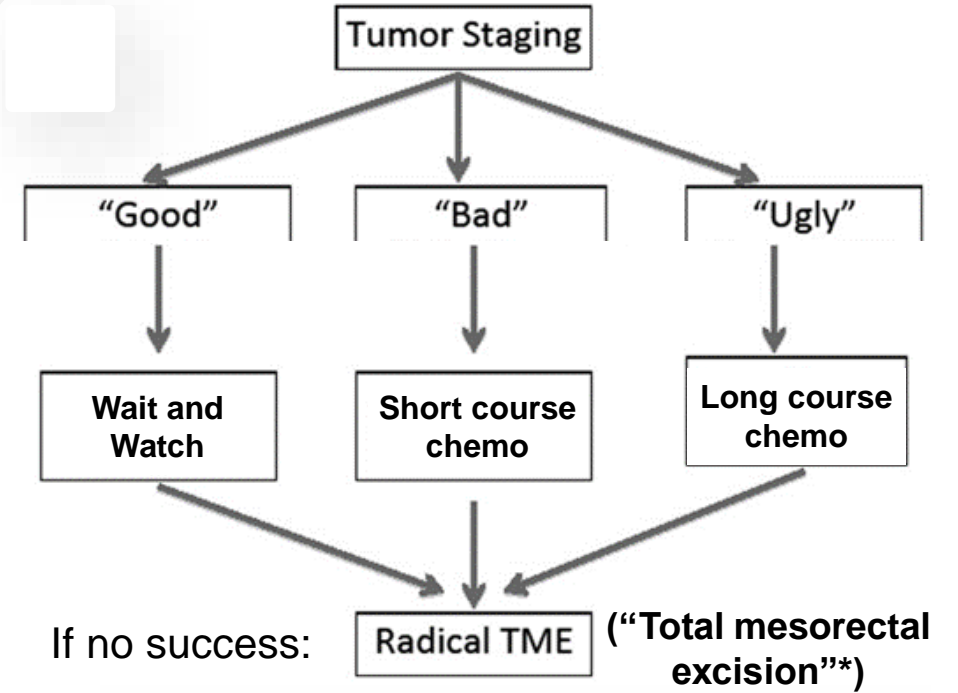 Tumor Staging
“Good”
“Bad”
“Ugly”
Wait and
Watch
Short course
chemo
Long course
chemo
If no success:
Radical TME
(“Total mesorectal
excision”*)